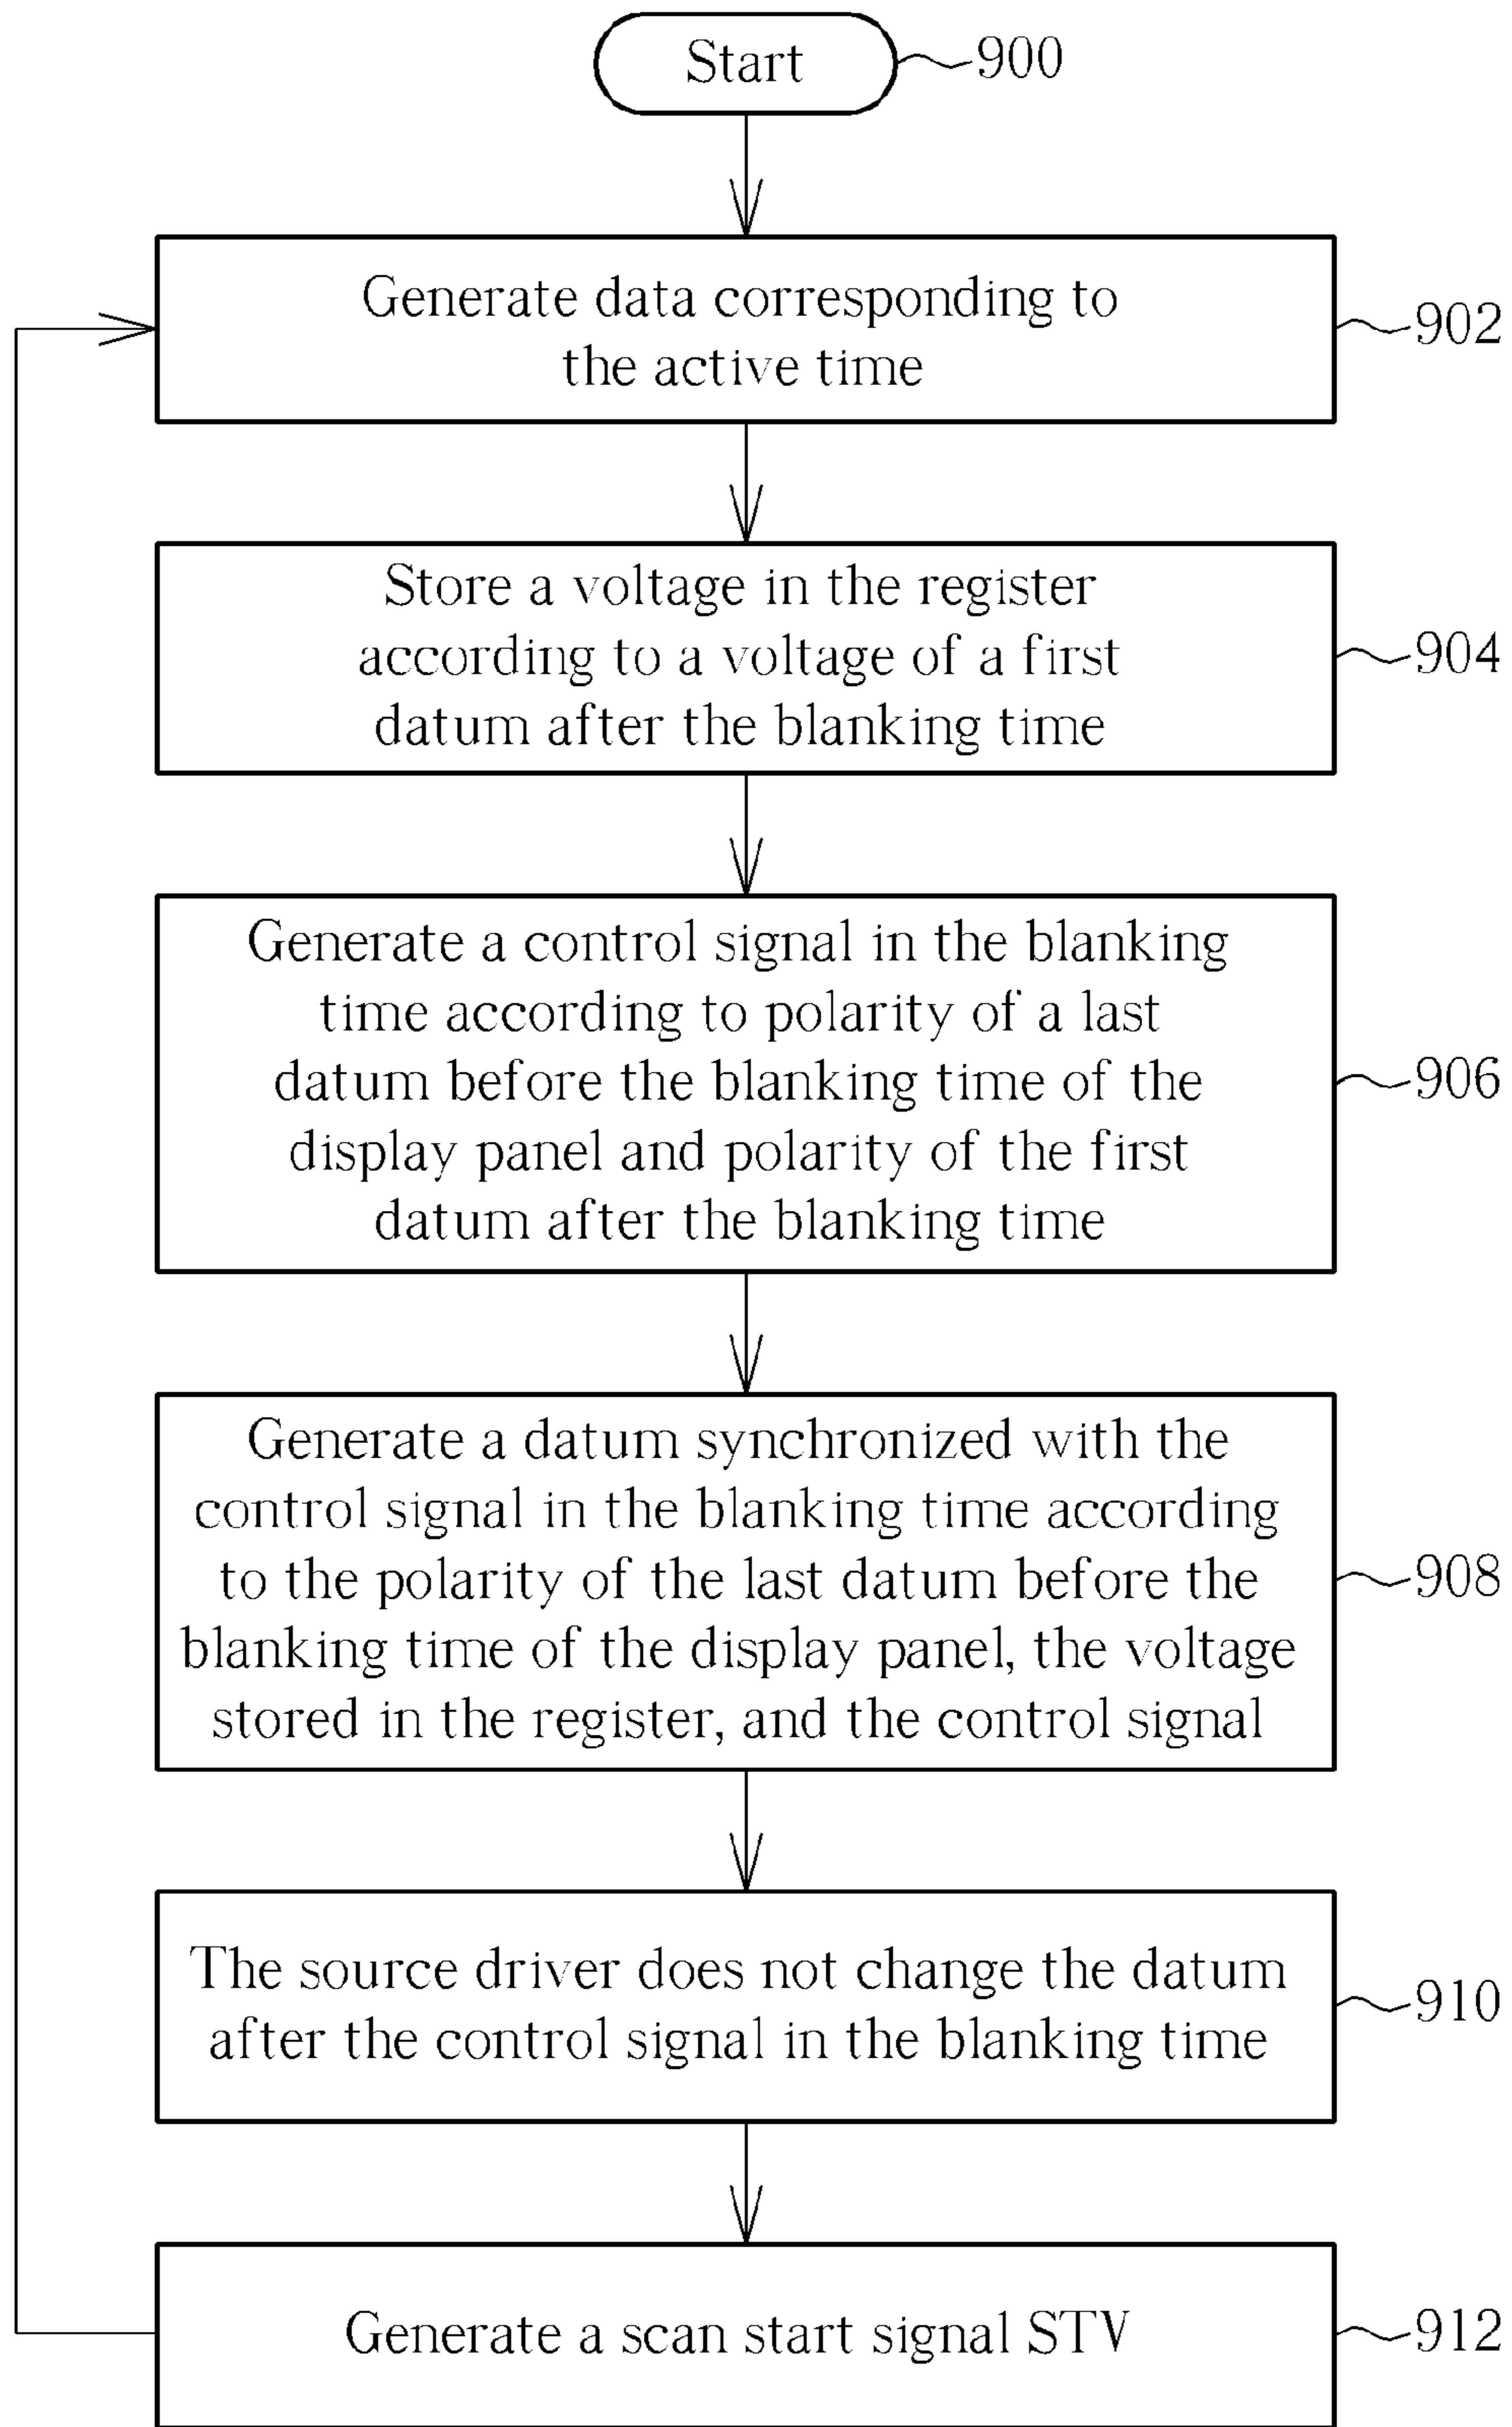 Start
900
Generate data corresponding to
the active time
902
Store a voltage in the register
according to a voltage of a first
datum after the blanking time
904
Generate a control signal in the blanking
time according to polarity of a last
datum before the blanking time of the
display panel and polarity of the first
datum after the blanking time
906
Generate a datum synchronized with the
control signal in the blanking time according
to the polarity of the last datum before the
blanking time of the display panel, the voltage
stored in the register, and the control signal
908
The source driver does not change the datum
after the control signal in the blanking time
910
Generate a scan start signal STV
912